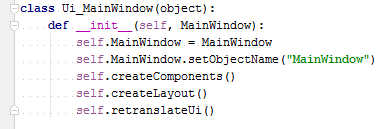 class Ui_MainWindow(object):
    def __init__(self, MainWindow):
        self.MainWindow = MainWindow
        self.MainWindow.setObjectName("MainWindow")
        self.createComponents()
        self.createLayout()
        self.retranslateUi()